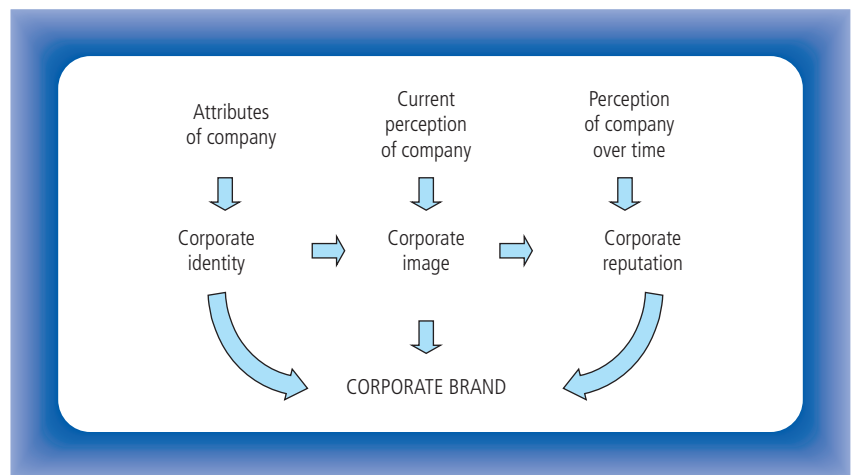 Attributes
of company
Current
perception
of company
Perception
of company
over time
Corporate
identity
Corporate
image
Corporate
reputation
CORPORATE BRAND